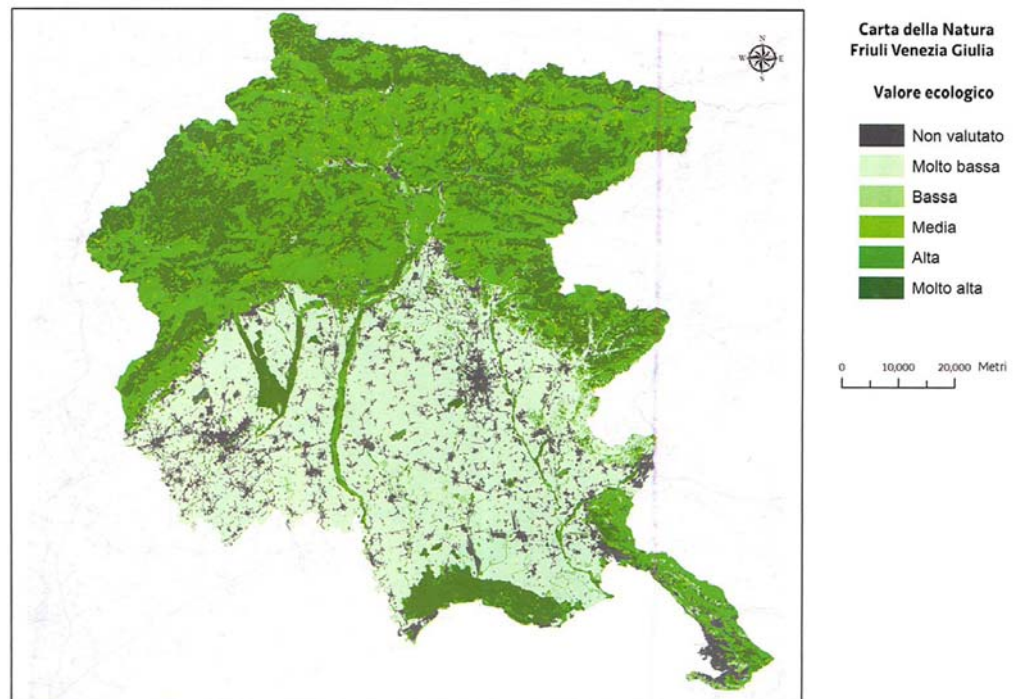 Carta della Natura
Friuli Venezia Giulia
Valore ecologico
Non valutato
Molto bassa
Bassa
Media
Alta
Molto alta
0 10,000 20,000 Metri
N
W E
S